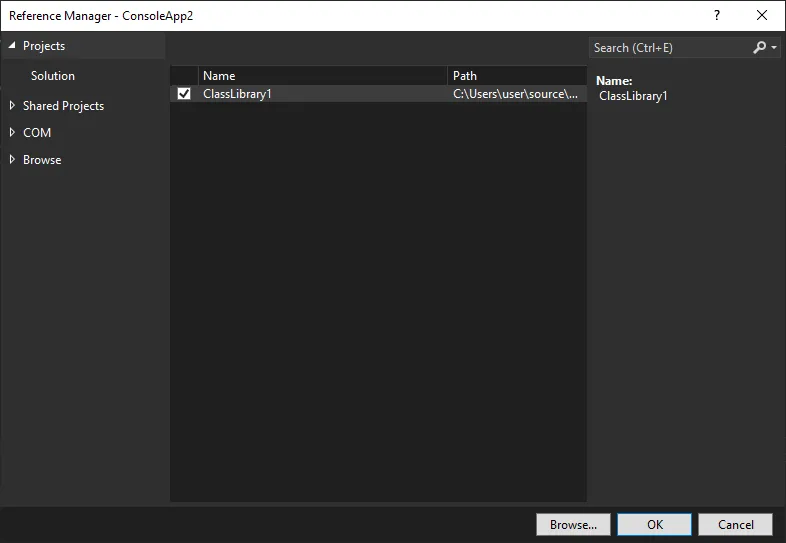 Reference Manager - ConsoleApp2
?
Projects
Solution
Shared Projects
COM
Browse
Name Path
ClassLibrary1 C:\Users\user\source\...
Search (Ctrl+E)
Name:
ClassLibrary1
Browse... OK Cancel